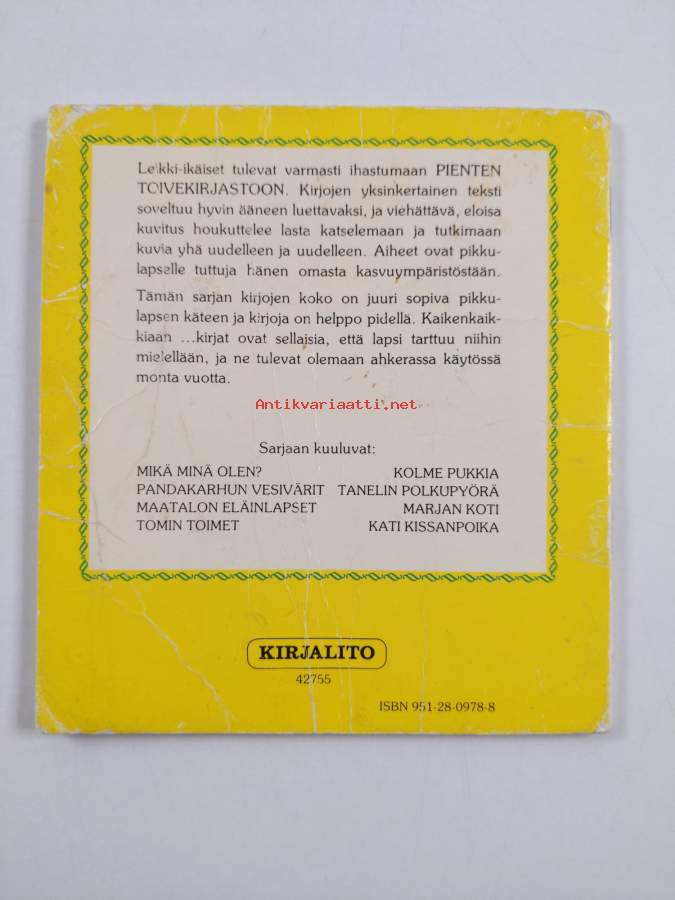 Leikki-ikäiset tulevat varmasti ihastumaan PIENTEN
TOIVEKIRJASTOON. Kirjojen yksinkertainen teksti
soveltuu hyvin ääneen luettavaksi, ja viehättävä, eloisa
kuvitus houkuttelee lasta katselemaan ja tutkimaan
kuvia yhä uudelleen ja uudelleen. Aiheet ovat pikku-
lapselle tuttuja hänen omasta kasvuympäristöstään.
Tämän sarjan kirjojen koko on juuri sopiva pikku-
lapsen käteen ja kirjoja on helppo pidellä. Kaikenkaik-
kiaan ...kirjat ovat sellaisia, että lapsi tarttuu niihin
mielellään, ja ne tulevat olemaan ahkerassa käytössä
monta vuotta.
Antikvariaatti.net
Sarjaan kuuluvat:
MIKÄ MINÄ OLEN? KOLME PUKKIA
PANDAKARHUN VESIVÄRIT TANELIN POLKUPYÖRÄ
MAATALON ELÄINLAPSET MARJAN KOTI
TOMIN TOIMET KATI KISSANPOIKA
KIRJALITO
42755
ISBN 951-28-0978-8